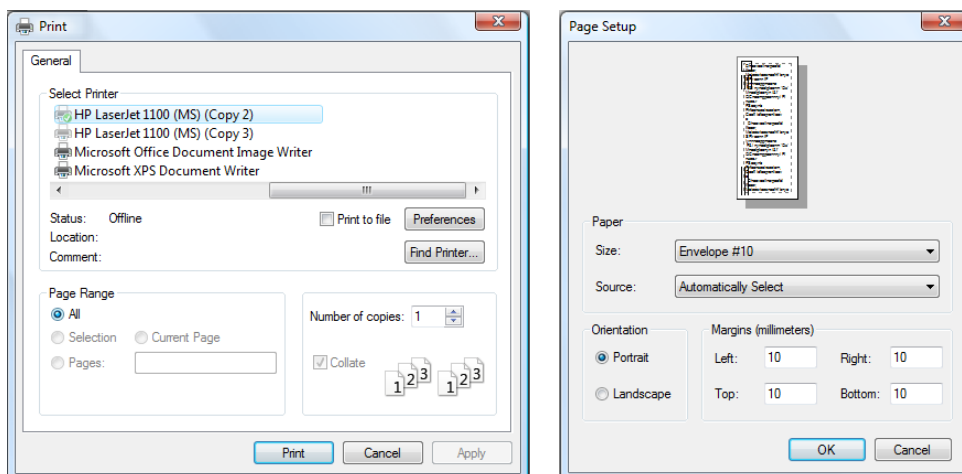 Print
General
Select Printer
HP LaserJet 1100 (MS) (Copy 2)
HP LaserJet 1100 (MS) (Copy 3)
Microsoft Office Document Image Writer
Microsoft XPS Document Writer
Status: Offline
Print to file
Preferences
Location:
Comment:
Find Printer...
Page Range
All
Selection
Current Page
Pages:
Number of copies: 1
Collate
1 2 3 1 2 3
Print
Cancel
Apply
Page Setup
Paper
Size: Envelope #10
Source: Automatically Select
Orientation
Portrait
Landscape
Margins (millimeters)
Left: 10 Right: 10
Top: 10 Bottom: 10
OK
Cancel